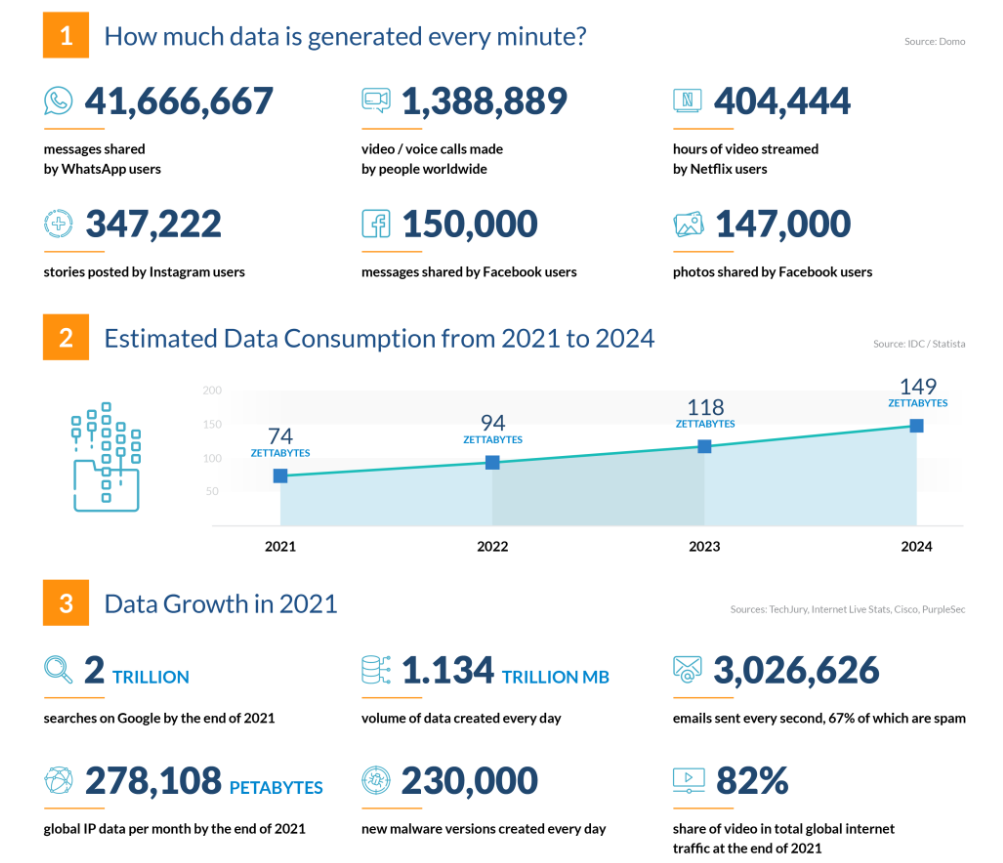 1
How much data is generated every minute?
Source: Domo
41,666,667
messages shared
by WhatsApp users
1,388,889
video / voice calls made
by people worldwide
404,444
hours of video streamed
by Netflix users
347,222
stories posted by Instagram users
150,000
messages shared by Facebook users
147,000
photos shared by Facebook users
2
Estimated Data Consumption from 2021 to 2024
Source: IDC / Statista
200
150
100
50
74
ZETTABYTES
94
ZETTABYTES
118
ZETTABYTES
149
ZETTABYTES
2021
2022
2023
2024
3
Data Growth in 2021
Sources: TechJury, Internet Live Stats, Cisco, PurpleSec
2 TRILLION
searches on Google by the end of 2021
1.134 TRILLION MB
volume of data created every day
3,026,626
emails sent every second, 67% of which are spam
278,108 PETABYTES
global IP data per month by the end of 2021
230,000
new malware versions created every day
82%
share of video in total global internet
traffic at the end of 2021